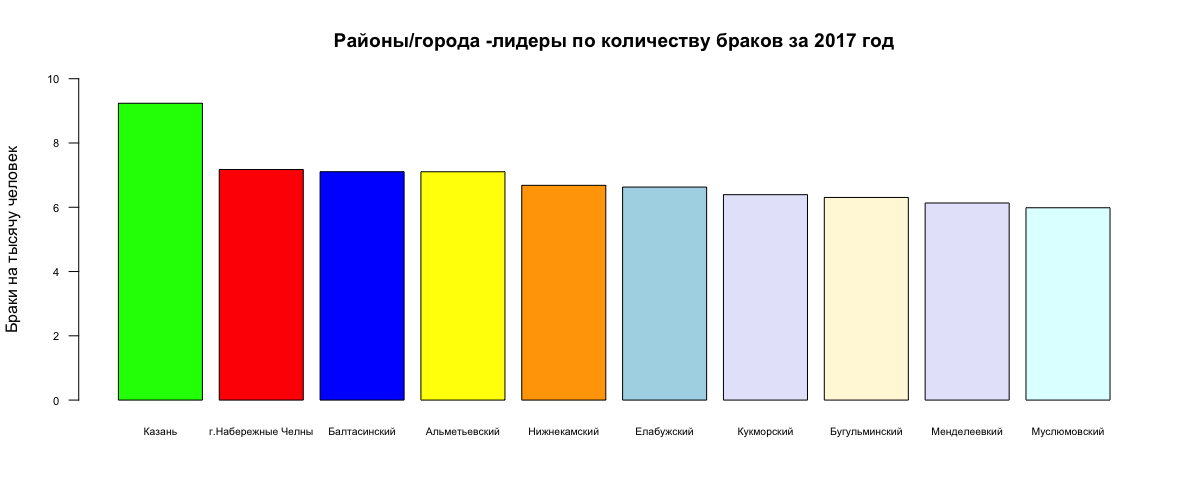 Районы/города -лидеры по количеству браков за 2017 год
Браки на тысячу человек
10
8
6
4
2
0
Казань г.Набережные Челны Балтасинский Альметьевский Нижнекамский Елабужский Кукморский Бугульминский Менделеевкий Муслюмовский